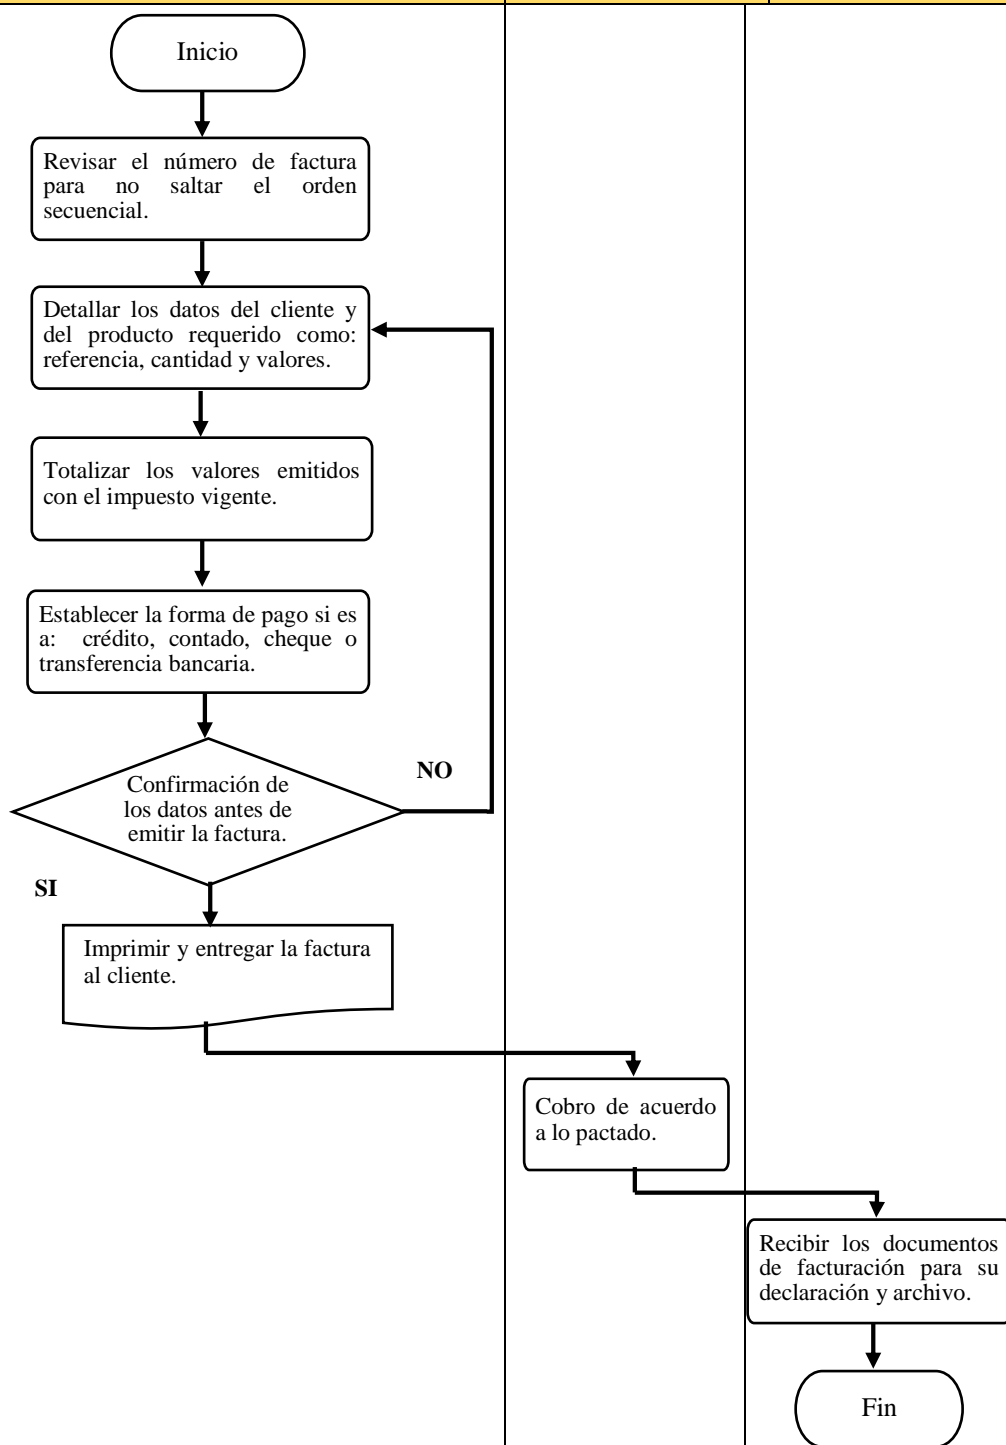 Inicio
Revisar el número de factura
para no saltar el orden
secuencial.
Detallar los datos del cliente y
del producto requerido como:
referencia, cantidad y valores.
Totalizar los valores emitidos
con el impuesto vigente.
Establecer la forma de pago si es
a: crédito, contado, cheque o
transferencia bancaria.
Confirmación de
los datos antes de
emitir la factura.
NO
SI
Imprimir y entregar la factura
al cliente.
Cobro de acuerdo
a lo pactado.
Recibir los documentos
de facturación para su
declaración y archivo.
Fin